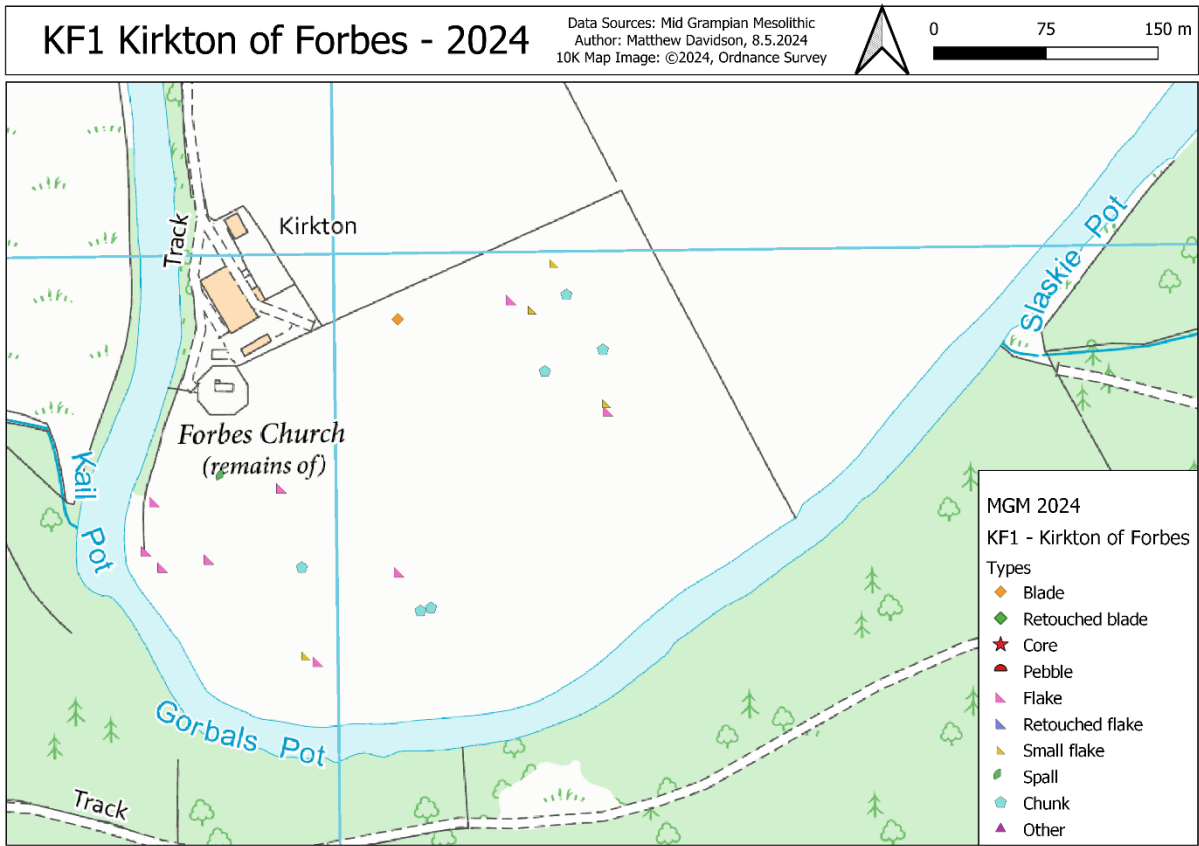 KF1 Kirkton of Forbes - 2024
Data Sources: Mid Grampian Mesolithic
Author: Matthew Davidson, 8.5.2024
10K Map Image: ©2024, Ordnance Survey
0 75 150 m
Track
Kirkton
Slaskie Pot
Forbes Church
(remains of)
Kail Pot
Gorbals Pot
Track
MGM 2024
KF1 - Kirkton of Forbes
Types
Blade
Retouched blade
Core
Pebble
Flake
Retouched flake
Small flake
Spall
Chunk
Other